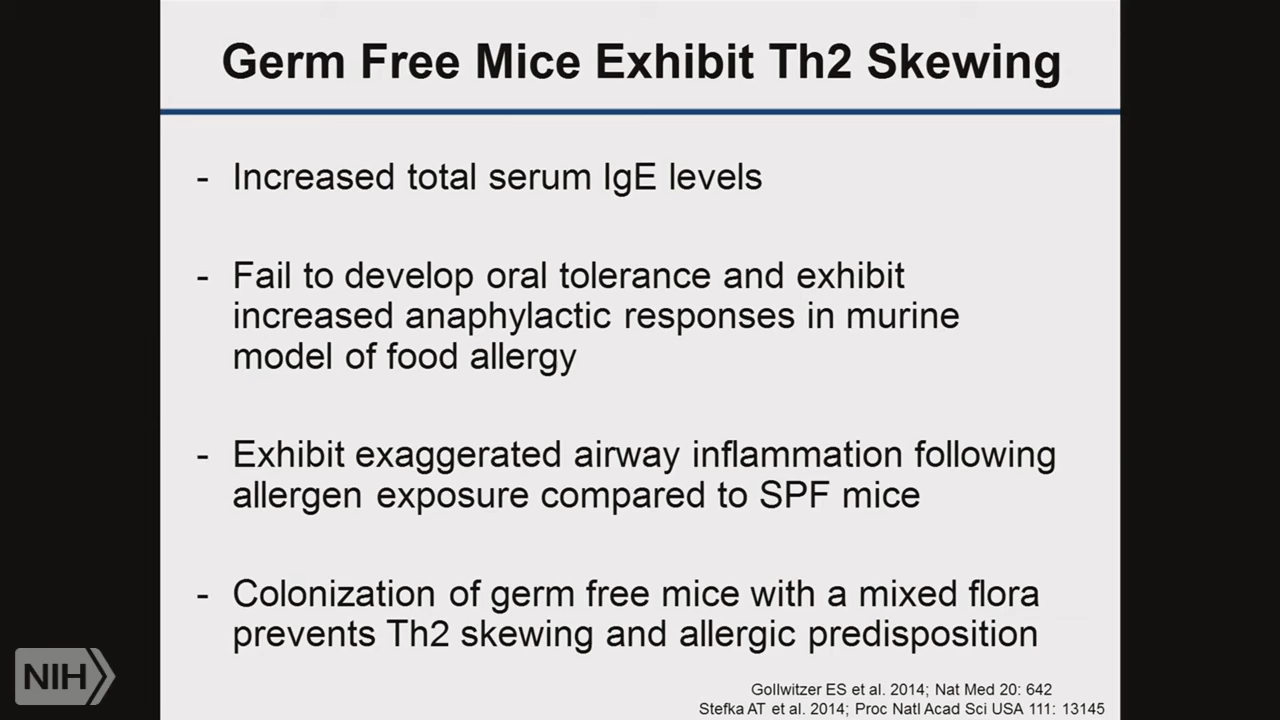 Germ Free Mice Exhibit Th2 Skewing
- Increased total serum IgE levels
- Fail to develop oral tolerance and exhibit
increased anaphylactic responses in murine
model of food allergy
- Exhibit exaggerated airway inflammation following
allergen exposure compared to SPF mice
- Colonization of germ free mice with a mixed flora
prevents Th2 skewing and allergic predisposition
NIH
Gollwitzer ES et al. 2014; Nat Med 20: 642
Stefka AT et al. 2014; Proc Natl Acad Sci USA 111: 13145